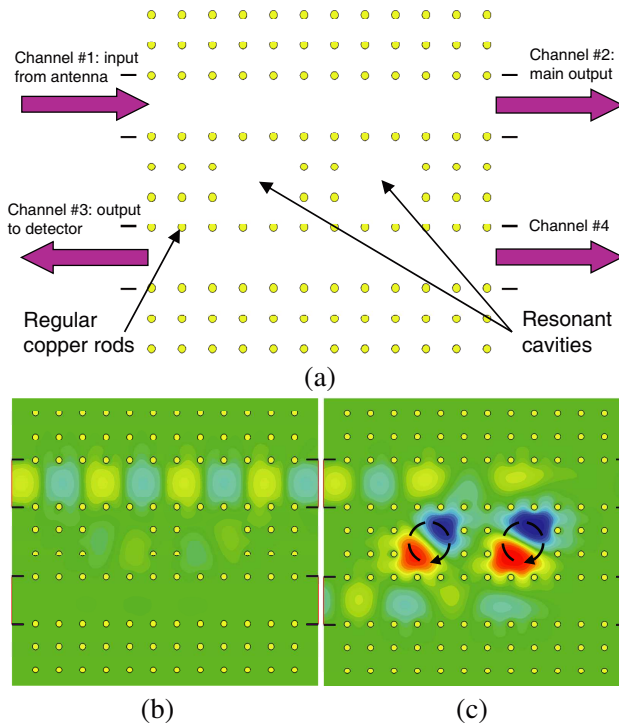 Channel #1: input
from antenna
Channel #2:
main output
Channel #3: output
to detector
Channel #4
Regular
copper rods
Resonant
cavities
(a)
(b)
(c)